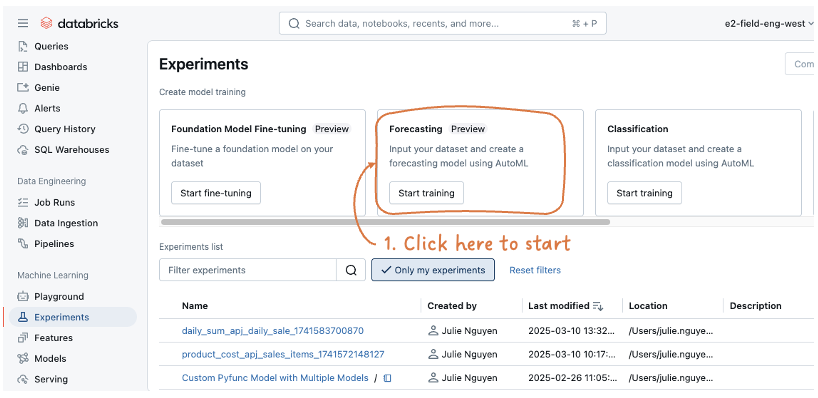 databricks
Search data, notebooks, recents, and more...
⌘ + P
e2-field-eng-west
Queries
Dashboards
Genie
Alerts
Query History
SQL Warehouses
Data Engineering
Job Runs
Data Ingestion
Pipelines
Machine Learning
Playground
Experiments
Features
Models
Serving
Experiments
Com
Create model training
Foundation Model Fine-tuning Preview
Fine-tune a foundation model on your
dataset
Start fine-tuning
Forecasting Preview
Input your dataset and create a
forecasting model using AutoML
Start training
Classification
Input your dataset and create a
classification model using AutoML
Start training
1. Click here to start
Experiments list
Filter experiments
Only my experiments
Reset filters
Name Created by Last modified Location Description
daily_sum_apj_daily_sale_1741583700870 Julie Nguyen 2025-03-10 13:32... /Users/julie.nguye...
product_cost_apj_sales_items_1741572148127 Julie Nguyen 2025-03-10 10:17:... /Users/julie.nguye...
Custom Pyfunc Model with Multiple Models / Julie Nguyen 2025-02-26 11:05:... /Users/julie.nguye...